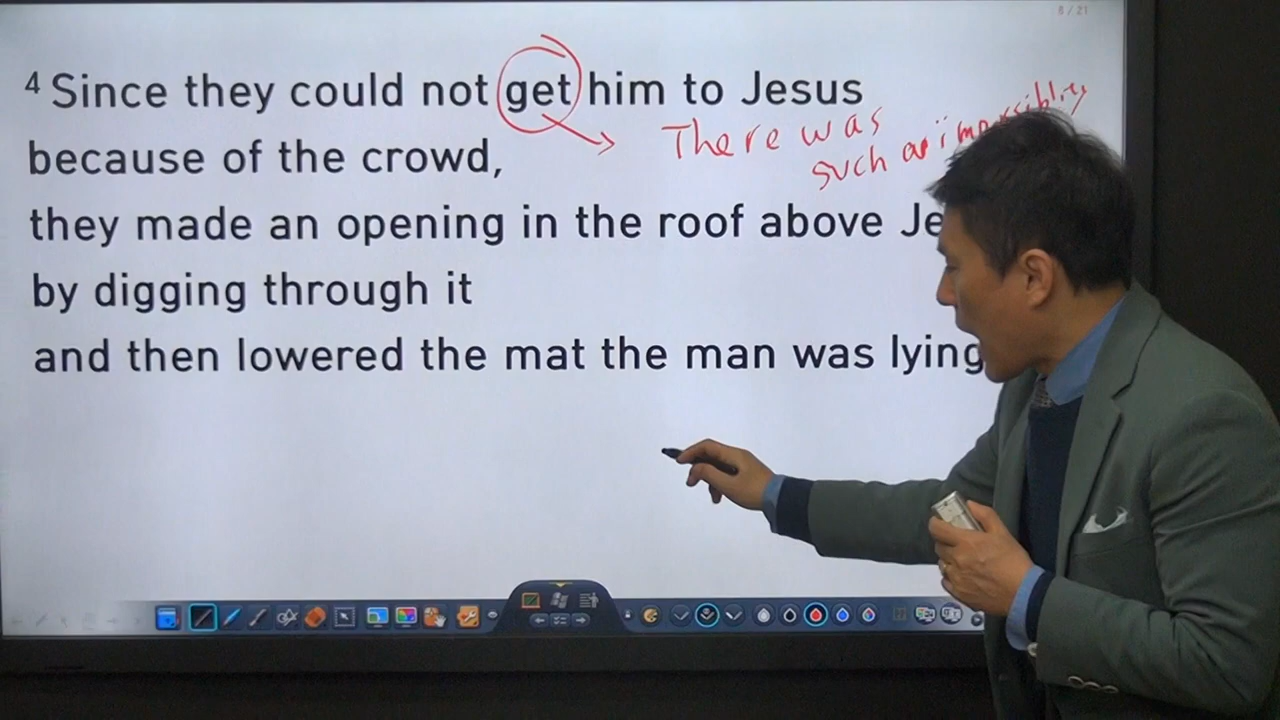 6 / 21
4 Since they could not get him to Jesus
There was
such an impossiblity
because of the crowd,
they made an opening in the roof above Je
by digging through it
and then lowered the mat the man was lying